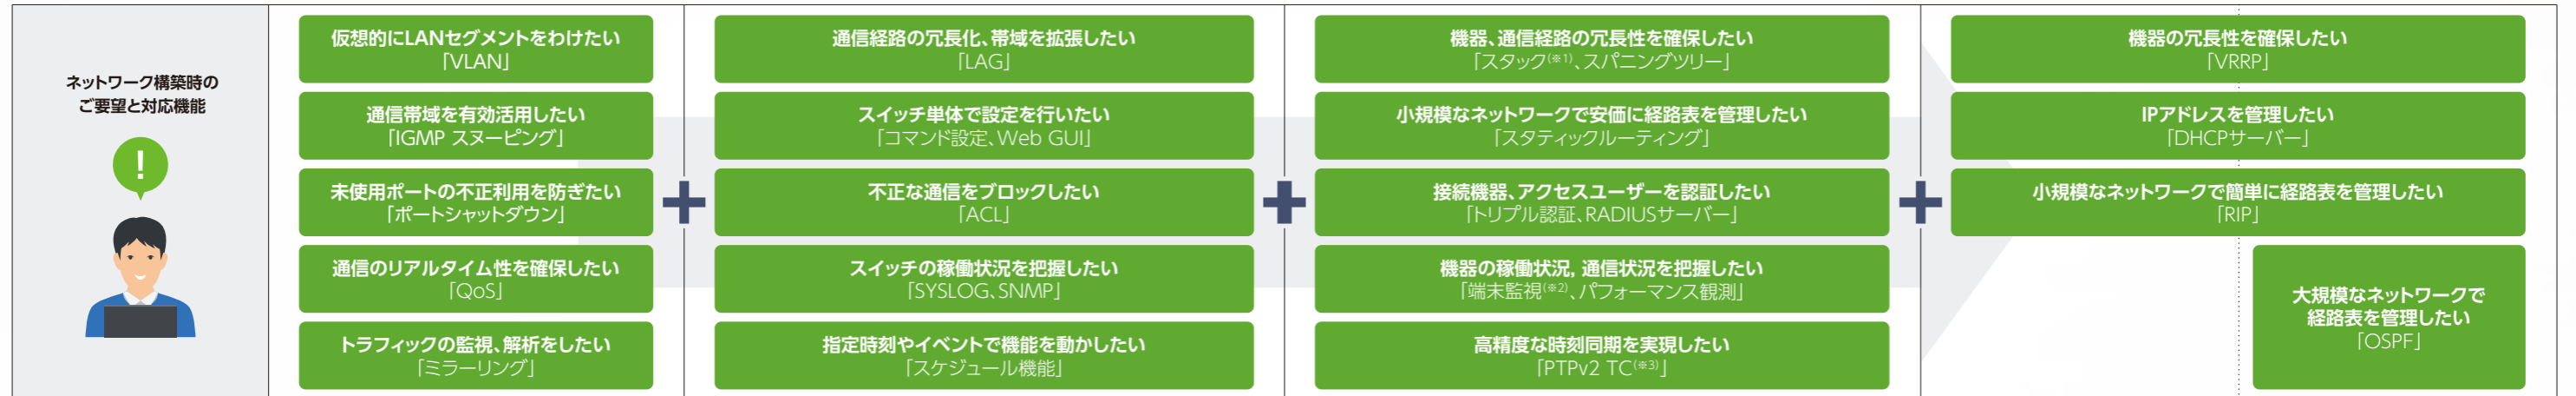 ネットワーク構築時の
ご要望と対応機能
!
仮想的にLANセグメントをわけたい
「VLAN」
通信帯域を有効活用したい
「IGMP スヌーピング」
未使用ポートの不正利用を防ぎたい
「ポートシャットダウン」
通信のリアルタイム性を確保したい
「QoS」
トラフィックの監視、解析をしたい
「ミラーリング」
通信経路の冗長化、帯域を拡張したい
「LAG」
スイッチ単体で設定を行いたい
「コマンド設定、Web GUI」
不正な通信をブロックしたい
「ACL」
スイッチの稼働状況を把握したい
「SYSLOG、SNMP」
指定時刻やイベントで機能を動かしたい
「スケジュール機能」
機器、通信経路の冗長性を確保したい
「スタック(※1)、スパニングツリー」
小規模なネットワークで安価に経路表を管理したい
「スタティックルーティング」
接続機器、アクセスユーザーを認証したい
「トリプル認証、RADIUSサーバー」
機器の稼働状況, 通信状況を把握したい
「端末監視(※2)、パフォーマンス観測」
高精度な時刻同期を実現したい
「PTPv2 TC(※3)」
機器の冗長性を確保したい
「VRRP」
IPアドレスを管理したい
「DHCPサーバー」
小規模なネットワークで簡単に経路表を管理したい
「RIP」
大規模なネットワークで
経路表を管理したい
「OSPF」